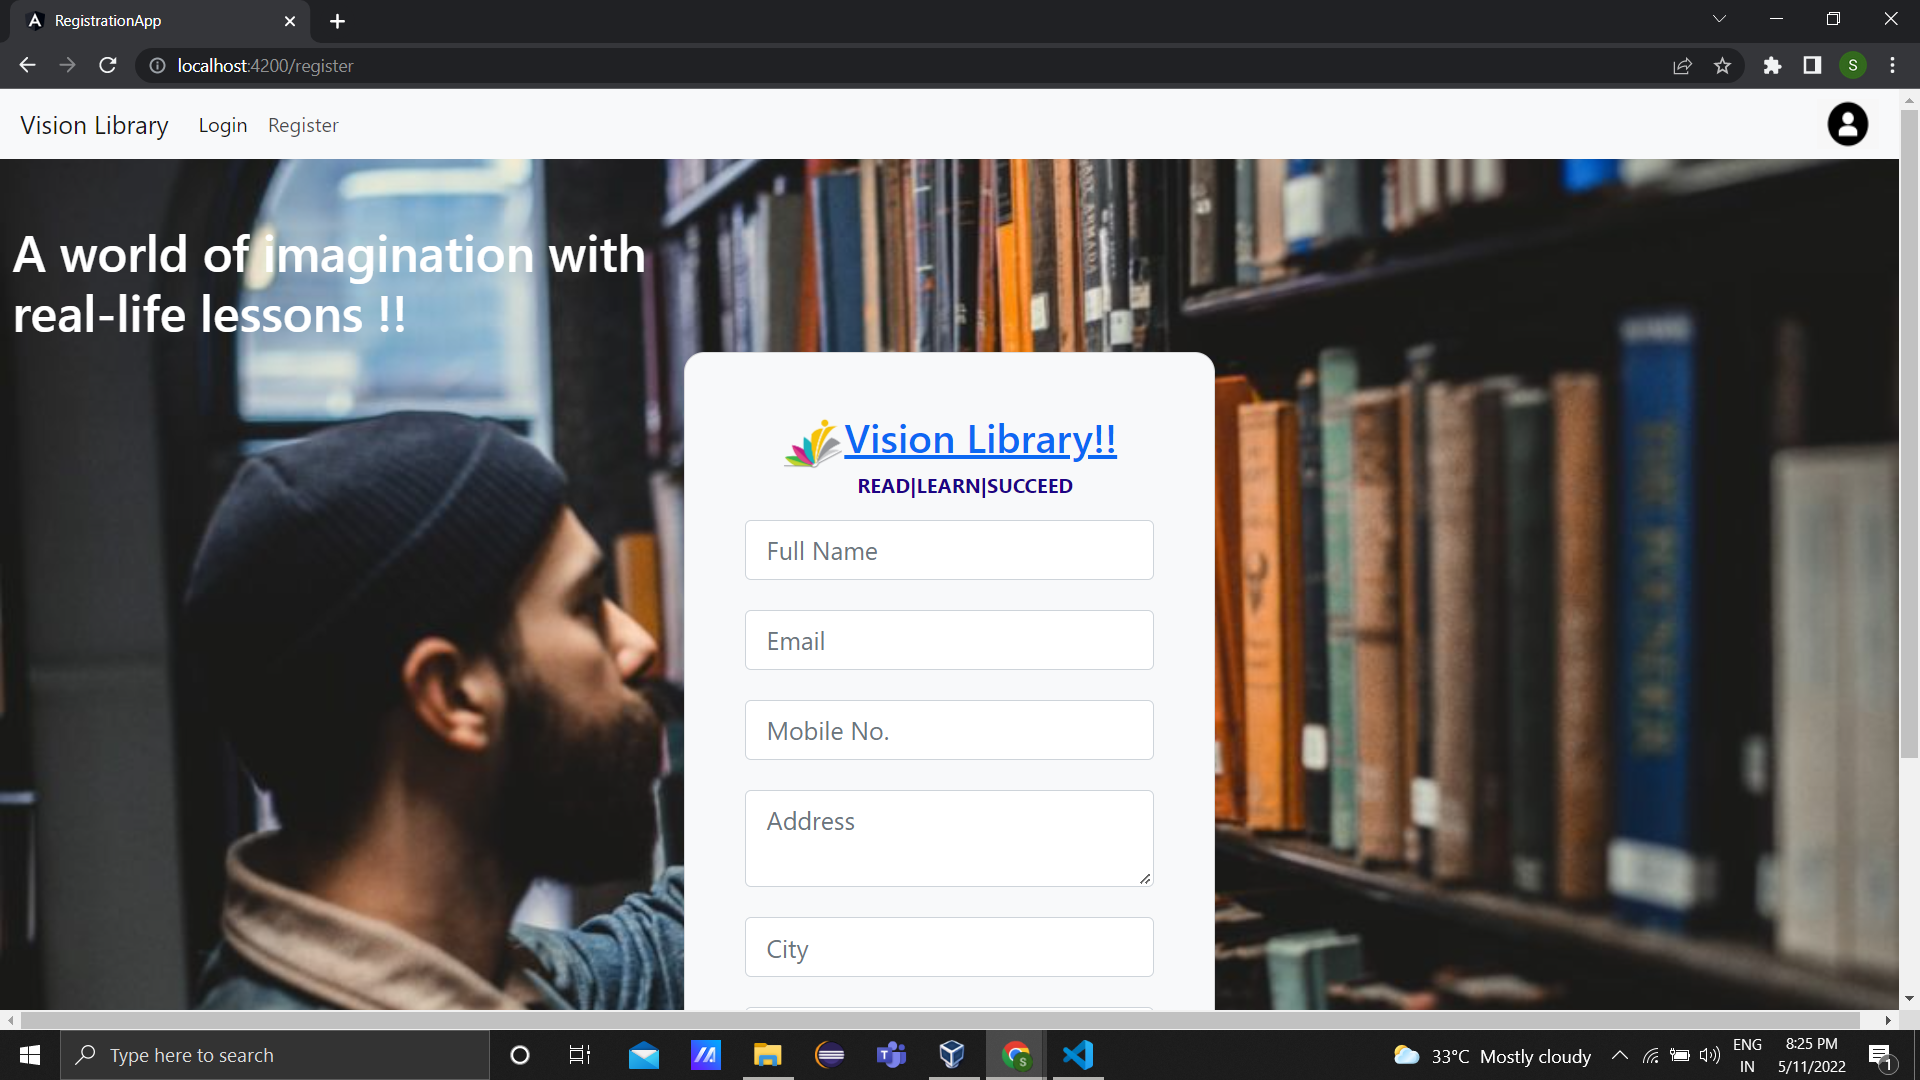 RegistrationApp
localhost:4200/register
S
Vision Library
Login
Register
A world of imagination with
real-life lessons !!
Vision Library!!
READ|LEARN|SUCCEED
Full Name
Email
Mobile No.
Address
City
Type here to search
S
33°C Mostly cloudy
ENG
IN
8:25 PM
5/11/2022
1